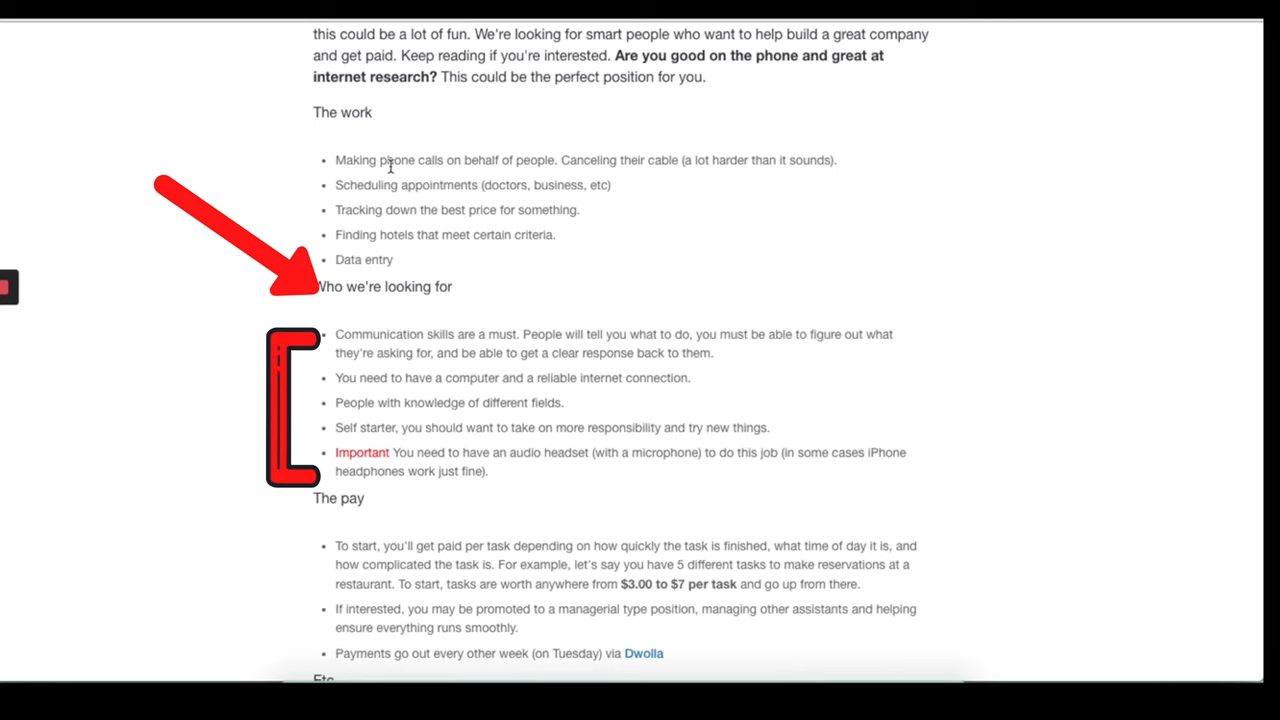 this could be a lot of fun. We're looking for smart people who want to help build a great company
and get paid. Keep reading if you're interested. Are you good on the phone and great at
internet research? This could be the perfect position for you.
The work
• Making phone calls on behalf of people. Canceling their cable (a lot harder than it sounds).
• Scheduling appointments (doctors, business, etc)
• Tracking down the best price for something.
• Finding hotels that meet certain criteria.
• Data entry
Who we're looking for
• Communication skills are a must. People will tell you what to do, you must be able to figure out what
they're asking for, and be able to get a clear response back to them.
• You need to have a computer and a reliable internet connection.
• People with knowledge of different fields.
• Self starter, you should want to take on more responsibility and try new things.
• Important You need to have an audio headset (with a microphone) to do this job (in some cases iPhone
headphones work just fine).
The pay
• To start, you'll get paid per task depending on how quickly the task is finished, what time of day it is, and
how complicated the task is. For example, let's say you have 5 different tasks to make reservations at a
restaurant. To start, tasks are worth anywhere from $3.00 to $7 per task and go up from there.
• If interested, you may be promoted to a managerial type position, managing other assistants and helping
ensure everything runs smoothly.
• Payments go out every other week (on Tuesday) via Dwolla
Etc